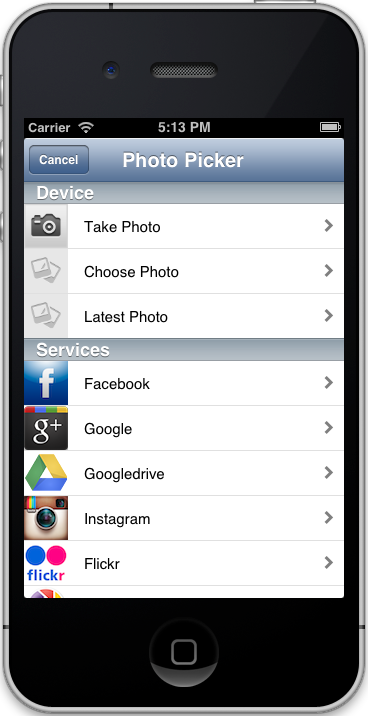 Carrier 5:13 PM
Cancel Photo Picker
Device
Take Photo
Choose Photo
Latest Photo
Services
f Facebook
g+ Google
Googledrive
Instagram
flickr Flickr